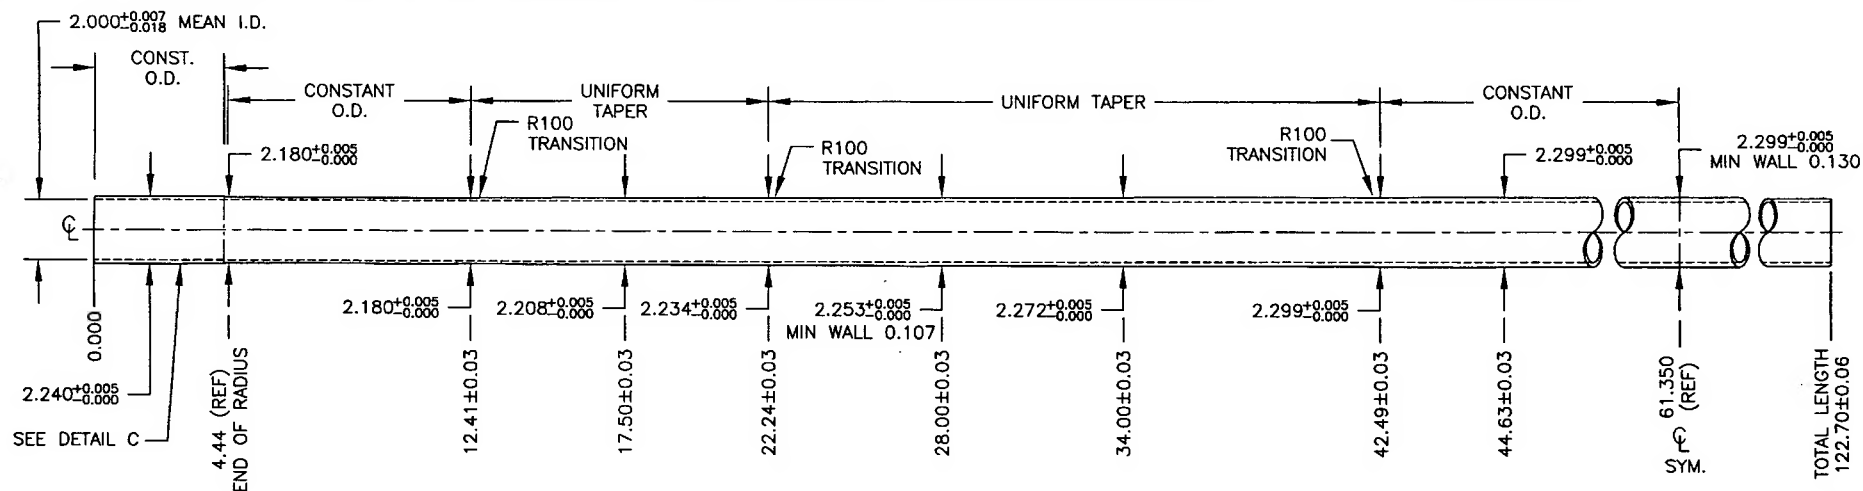 2.000+0.007 -0.018 MEAN I.D.
CONST.
O.D.
CONSTANT
O.D.
UNIFORM
TAPER
UNIFORM TAPER
CONSTANT
O.D.
2.180+0.005 -0.000
R100
TRANSITION
R100
TRANSITION
R100
TRANSITION
2.299+0.005 -0.000
2.299+0.005 -0.000
MIN WALL 0.130
℄
2.180+0.005 -0.000
2.208+0.005 -0.000
2.234+0.005 -0.000
2.253+0.005 -0.000
MIN WALL 0.107
2.272+0.005 -0.000
2.299+0.005 -0.000
2.240+0.005 -0.000
SEE DETAIL C
0.000
4.44 (REF)
END OF RADIUS
12.41±0.03
17.50±0.03
22.24±0.03
28.00±0.03
34.00±0.03
42.49±0.03
44.63±0.03
61.350
(REF)
℄
SYM.
TOTAL LENGTH
122.70±0.06